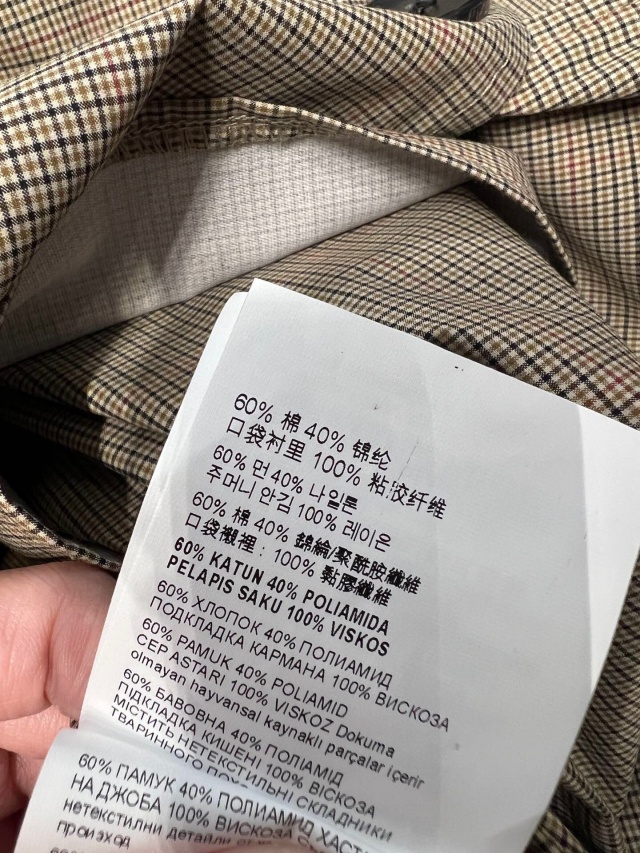 60% 棉 40% 锦纶
口袋衬里 100% 粘胶纤维
60% 면 40% 나일론
주머니 안감 100% 레이온
60% 棉 40% 錦綸/聚酰胺纖維
口袋襯裡：100% 黏膠纖維
60% KATUN 40% POLIAMIDA
PELAPIS SAKU 100% VISKOS
60% ХЛОПОК 40% ПОЛИАМИД
ПОДКЛАДКА КАРМАНА 100% ВИСКОЗА
60% PAMUK 40% POLIAMID
CEP ASTARI 100% VISKOZ Dokuma
olmayan hayvansal kaynaklı parçalar içerir
60% БАВОВНА 40% ПОЛІАМІД
ПІДКЛАДКА КИШЕНІ 100% ВІСКОЗА
МІСТИТЬ НЕТЕКСТИЛЬНІ СКЛАДНИКИ
ТВАРИННОГО
60% ПАМУК 40% ПОЛИАМИД
НА ДЖОБА 100% ВИСКОЗА
нетекстилни детайли
произход